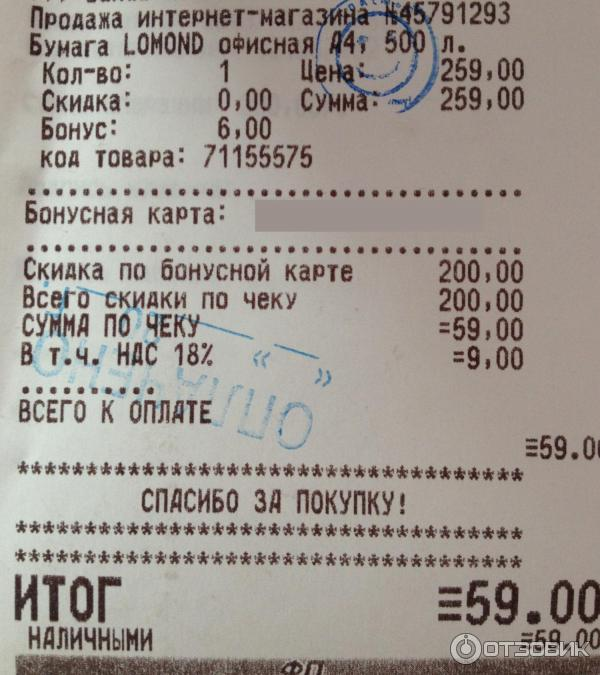 Продажа интернет-магазина №45791293
Бумага LOMOND офисная А4, 500 л.
Кол-во: 1 Цена: 259,00
Скидка: 0,00 Сумма: 259,00
Бонус: 6,00
код товара: 71155575
Бонусная карта:
Скидка по бонусной карте 200,00
Всего скидки по чеку 200,00
СУММА ПО ЧЕКУ =59,00
В т.ч. НДС 18% =9,00
ОПЛАЧЕНО
ВСЕГО К ОПЛАТЕ
≡59.00
************************************
СПАСИБО ЗА ПОКУПКУ!
************************************
************************************
ИТОГ ≡59.00
НАЛИЧНЫМИ ≡59.00
ФП
ОТЗОВИК